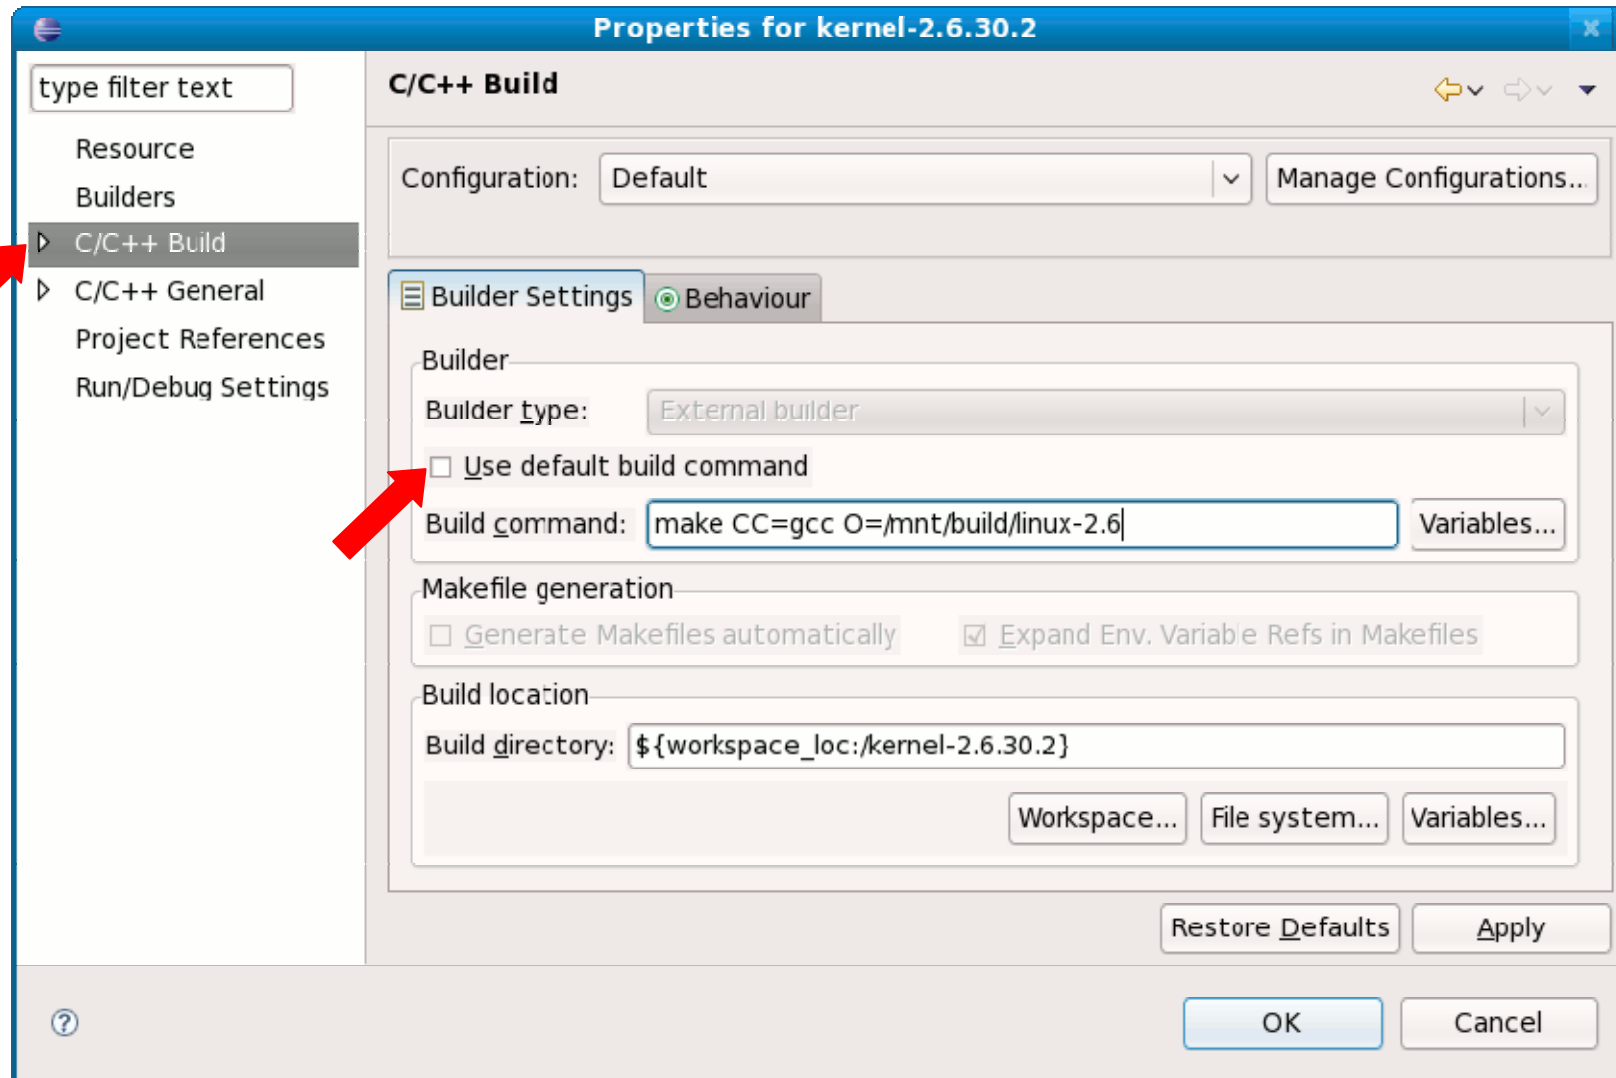 Properties for kernel-2.6.30.2
type filter text
Resource
Builders
C/C++ Build
C/C++ General
Project References
Run/Debug Settings
C/C++ Build
Configuration: Default Manage Configurations...
Builder Settings Behaviour
Builder
Builder type: External builder
Use default build command
Build command: make CC=gcc O=/mnt/build/linux-2.6 Variables...
Makefile generation
Generate Makefiles automatically Expand Env. Variable Refs in Makefiles
Build location
Build directory: ${workspace_loc:/kernel-2.6.30.2}
Workspace... File system... Variables...
Restore Defaults Apply
? OK Cancel